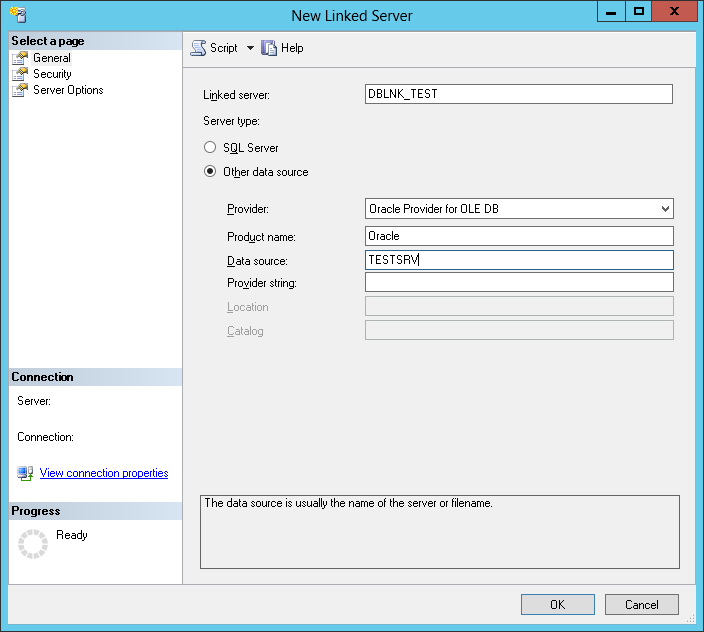 New Linked Server
Select a page
General
Security
Server Options
Script
Help
Linked server:
DBLNK_TEST
Server type:
SQL Server
Other data source
Provider:
Oracle Provider for OLE DB
Product name:
Oracle
Data source:
TESTSRV
Provider string:
Location
Catalog
Connection
Server:
Connection:
View connection properties
Progress
Ready
The data source is usually the name of the server or filename.
OK
Cancel